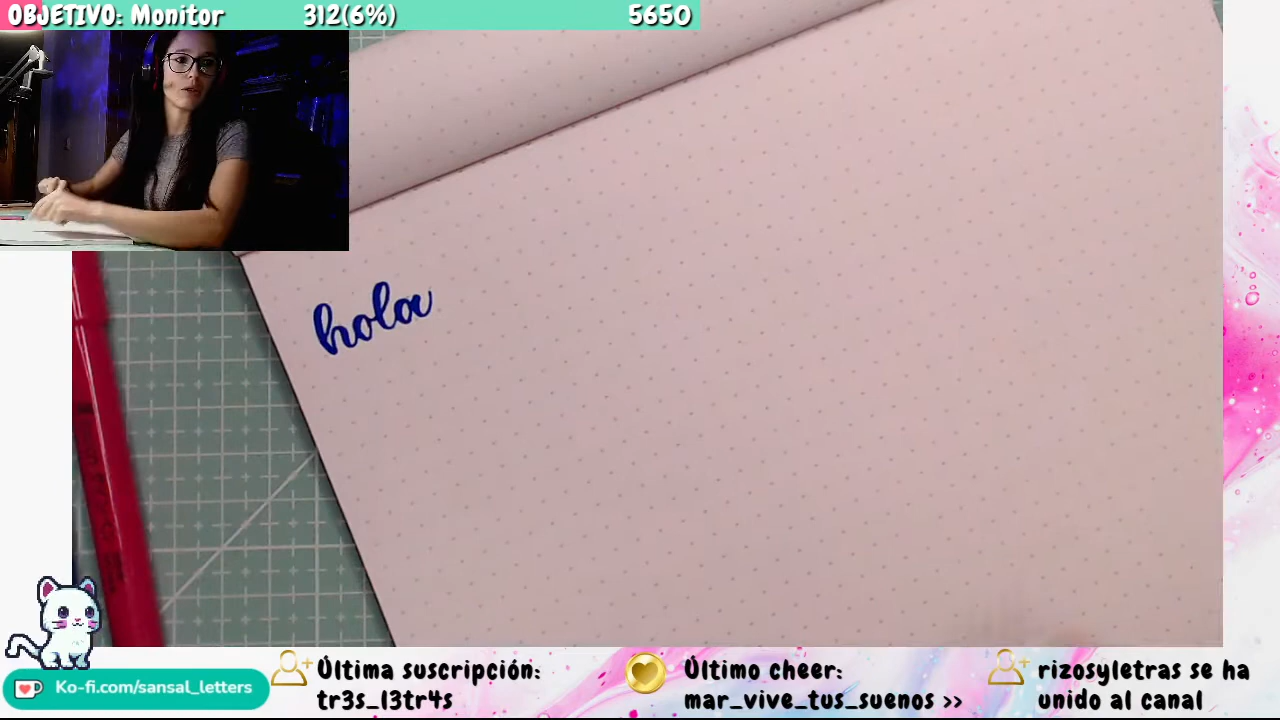 OBJETIVO: Monitor 312(6%) 5650
hola
Ko-fi.com/sansal_letters
Última suscripción:
tr3s_l3tr4s
Último cheer:
mar_vive_tus_suenos >>
rizosyletras se ha
unido al canal